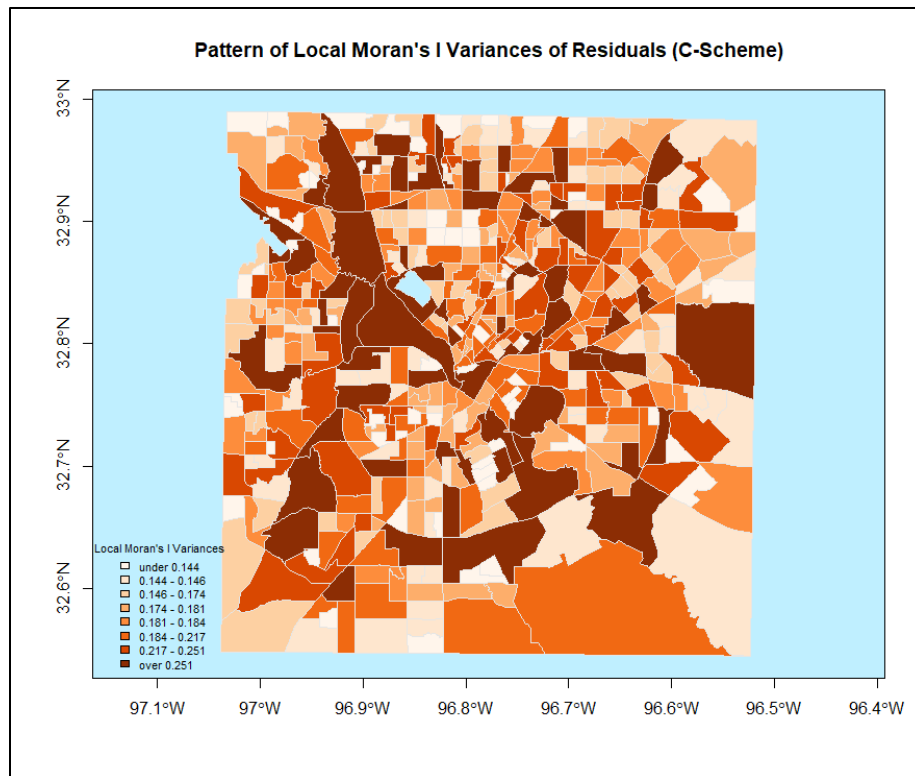 Pattern of Local Moran's I Variances of Residuals (C-Scheme)
33°N
32.9°N
32.8°N
32.7°N
32.6°N
Local Moran's I Variances
under 0.144
0.144 - 0.146
0.146 - 0.174
0.174 - 0.181
0.181 - 0.184
0.184 - 0.217
0.217 - 0.251
over 0.251
97.1°W 97°W 96.9°W 96.8°W 96.7°W 96.6°W 96.5°W 96.4°W